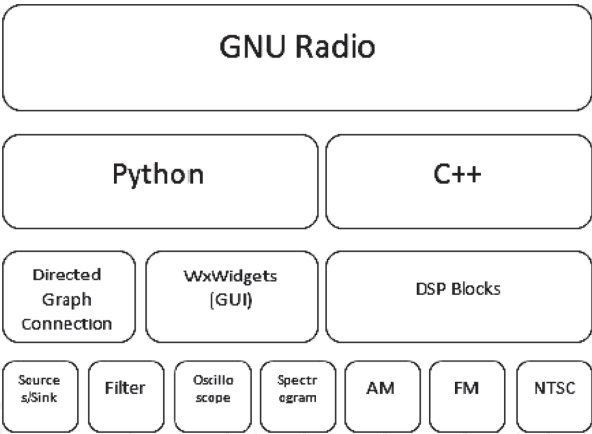 GNU Radio
Python
C++
Directed
Graph
Connection
WxWidgets
(GUI)
DSP Blocks
Source
s/Sink
Filter
Oscillo
scope
Spectr
ogram
AM
FM
NTSC